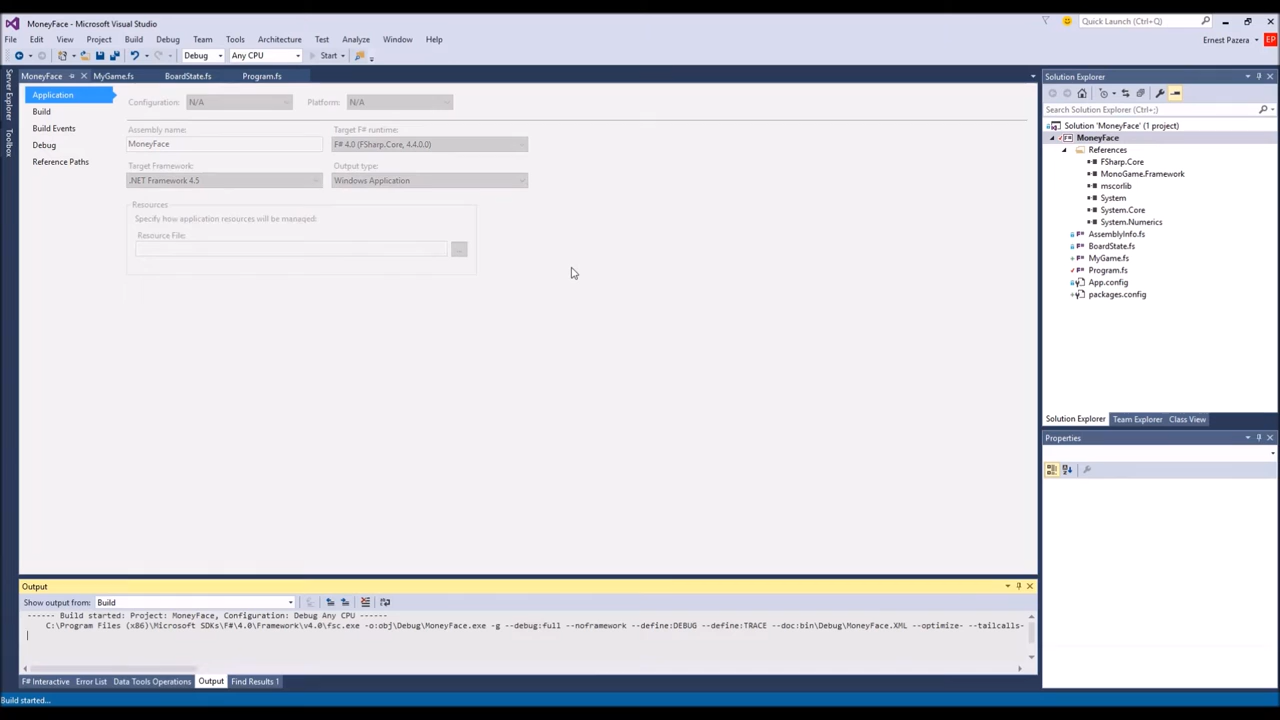 MoneyFace - Microsoft Visual Studio
Quick Launch (Ctrl+Q)
File Edit View Project Build Debug Team Tools Architecture Test Analyze Window Help
Ernest Pazera EP
Debug Any CPU Start
Server Explorer
Toolbox
MoneyFace MyGame.fs BoardState.fs Program.fs
Application
Build
Build Events
Debug
Reference Paths
Configuration: N/A Platform: N/A
Assembly name: Target F# runtime:
MoneyFace F# 4.0 (FSharp.Core, 4.4.0.0)
Target Framework: Output type:
.NET Framework 4.5 Windows Application
Resources
Specify how application resources will be managed:
Resource File:
...
Solution Explorer
Search Solution Explorer (Ctrl+;)
Solution 'MoneyFace' (1 project)
MoneyFace
References
FSharp.Core
MonoGame.Framework
mscorlib
System
System.Core
System.Numerics
AssemblyInfo.fs
BoardState.fs
MyGame.fs
Program.fs
App.config
packages.config
Solution Explorer Team Explorer Class View
Properties
Output
Show output from: Build
------ Build started: Project: MoneyFace, Configuration: Debug Any CPU ------
C:\Program Files (x86)\Microsoft SDKs\F#\4.0\Framework\v4.0\fsc.exe -o:obj\Debug\MoneyFace.exe -g --debug:full --noframework --define:DEBUG --define:TRACE --doc:bin\Debug\MoneyFace.XML --optimize- --tailcalls-
F# Interactive Error List Data Tools Operations Output Find Results 1
Build started...